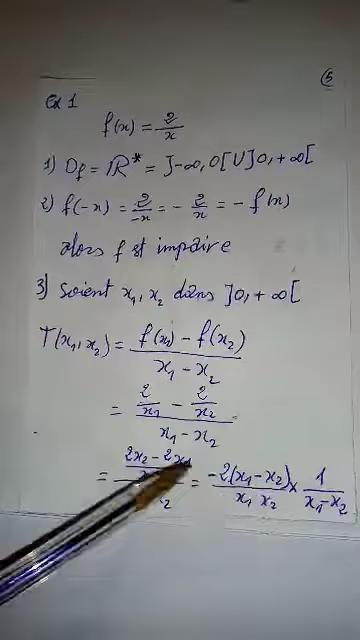 5
Ex 1
f(x) = 2/x
1) Df = ℝ* = ]-∞, 0[ U ]0, +∞[
2) f(-x) = 2/-x = - 2/x = - f(x)
alors f est impaire
3) Soient x₁, x₂ dans ]0, +∞[
T(x₁, x₂) = (f(x₁) - f(x₂))/(x₁ - x₂)
= (2/x₁ - 2/x₂)/(x₁ - x₂)
= (2x₂ - 2x₁)/ = -2(x₁ - x₂)/(x₁ x₂) × 1/(x₁ - x₂)